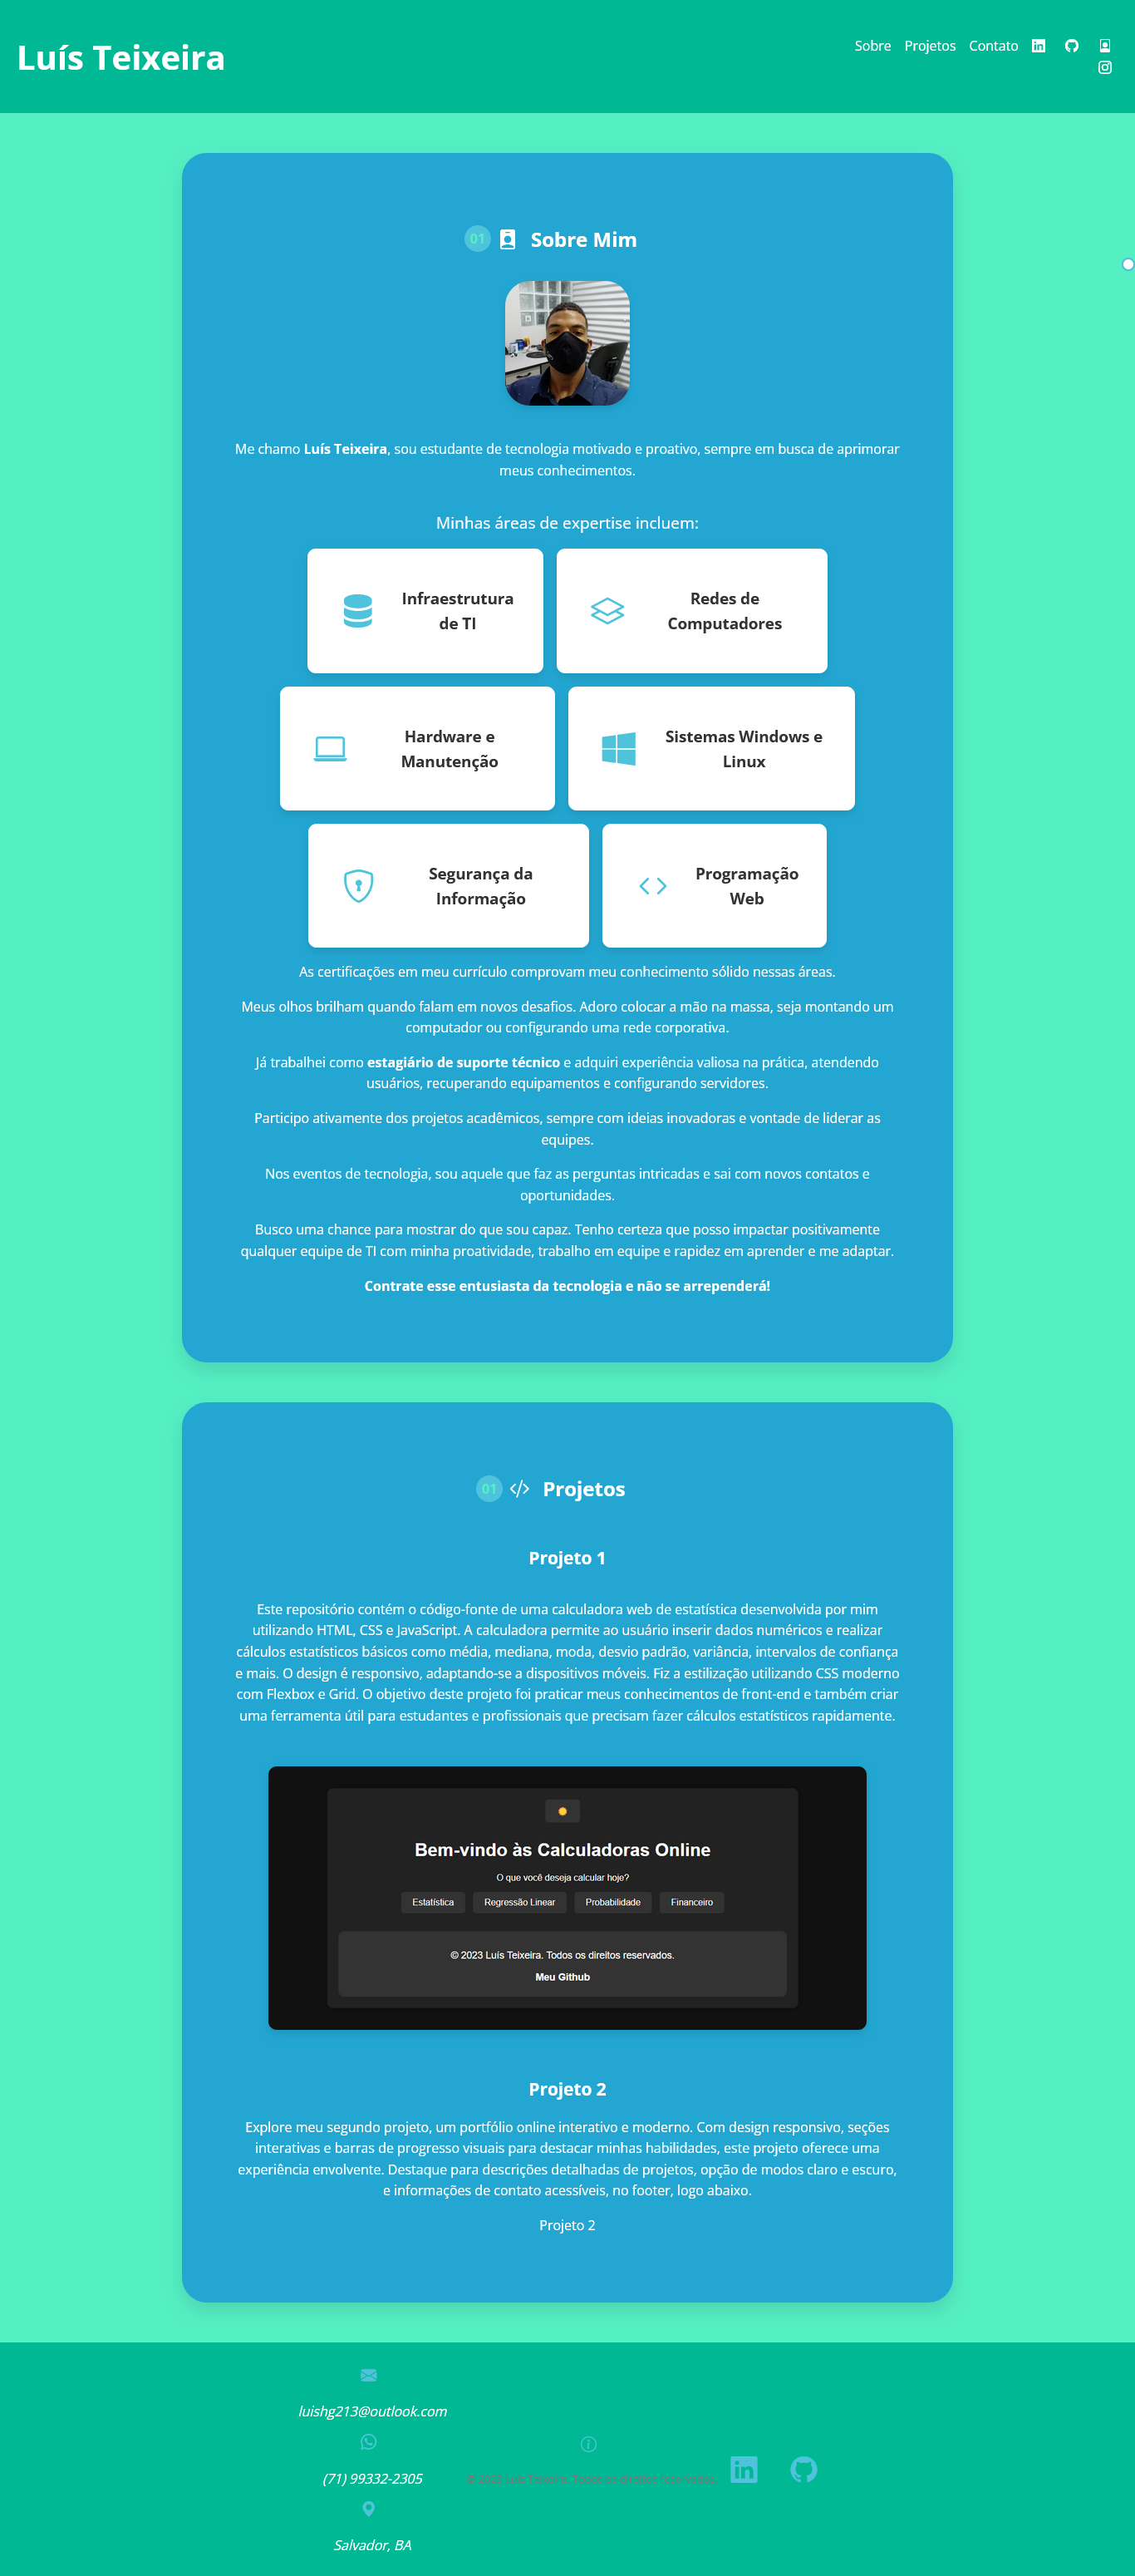 Luís Teixeira
Sobre Projetos Contato
01 Sobre Mim
Me chamo Luís Teixeira, sou estudante de tecnologia motivado e proativo, sempre em busca de aprimorar
meus conhecimentos.
Minhas áreas de expertise incluem:
Infraestrutura
de TI
Redes de
Computadores
Hardware e
Manutenção
Sistemas Windows e
Linux
Segurança da
Informação
Programação
Web
As certificações em meu currículo comprovam meu conhecimento sólido nessas áreas.
Meus olhos brilham quando falam em novos desafios. Adoro colocar a mão na massa, seja montando um
computador ou configurando uma rede corporativa.
Já trabalhei como estagiário de suporte técnico e adquiri experiência valiosa na prática, atendendo
usuários, recuperando equipamentos e configurando servidores.
Participo ativamente dos projetos acadêmicos, sempre com ideias inovadoras e vontade de liderar as
equipes.
Nos eventos de tecnologia, sou aquele que faz as perguntas intricadas e sai com novos contatos e
oportunidades.
Busco uma chance para mostrar do que sou capaz. Tenho certeza que posso impactar positivamente
qualquer equipe de TI com minha proatividade, trabalho em equipe e rapidez em aprender e me adaptar.
Contrate esse entusiasta da tecnologia e não se arrependerá!
01 Projetos
Projeto 1
Este repositório contém o código-fonte de uma calculadora web de estatística desenvolvida por mim
utilizando HTML, CSS e JavaScript. A calculadora permite ao usuário inserir dados numéricos e realizar
cálculos estatísticos básicos como média, mediana, moda, desvio padrão, variância, intervalos de confiança
e mais. O design é responsivo, adaptando-se a dispositivos móveis. Fiz a estilização utilizando CSS moderno
com Flexbox e Grid. O objetivo deste projeto foi praticar meus conhecimentos de front-end e também criar
uma ferramenta útil para estudantes e profissionais que precisam fazer cálculos estatísticos rapidamente.
Bem-vindo às Calculadoras Online
O que você deseja calcular hoje?
Estatística Regressão Linear Probabilidade Financeiro
© 2023 Luís Teixeira. Todos os direitos reservados.
Meu Github
Projeto 2
Explore meu segundo projeto, um portfólio online interativo e moderno. Com design responsivo, seções
interativas e barras de progresso visuais para destacar minhas habilidades, este projeto oferece uma
experiência envolvente. Destaque para descrições detalhadas de projetos, opção de modos claro e escuro,
e informações de contato acessíveis, no footer, logo abaixo.
Projeto 2
luishg213@outlook.com
(71) 99332-2305
© 2023 Luís Teixeira. Todos os direitos reservados.
Salvador, BA